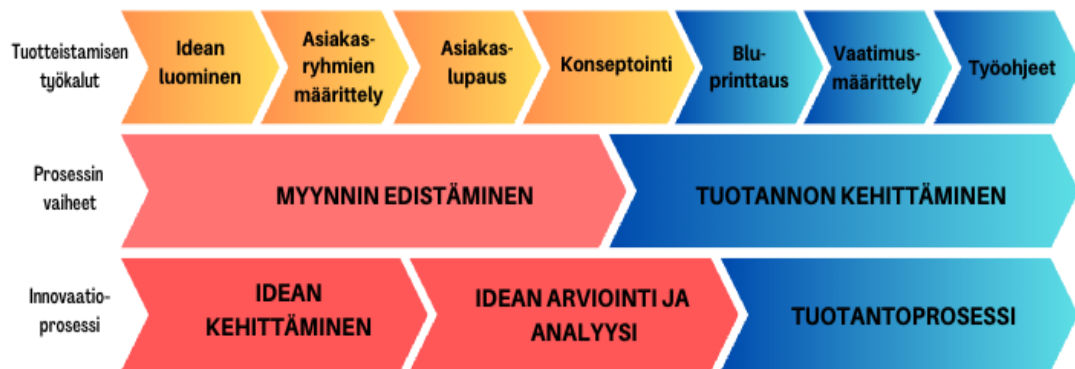 Tuotteistamisen
työkalut
Idean
luominen
Asiakas-
ryhmien
määrittely
Asiakas-
lupaus
Konseptointi
Blu-
printtaus
Vaatimus-
määrittely
Työohjeet
Prosessin
vaiheet
MYYNNIN EDISTÄMINEN
TUOTANNON KEHITTÄMINEN
Innovaatio-
prosessi
IDEAN
KEHITTÄMINEN
IDEAN ARVIOINTI JA
ANALYYSI
TUOTANTOPROSESSI